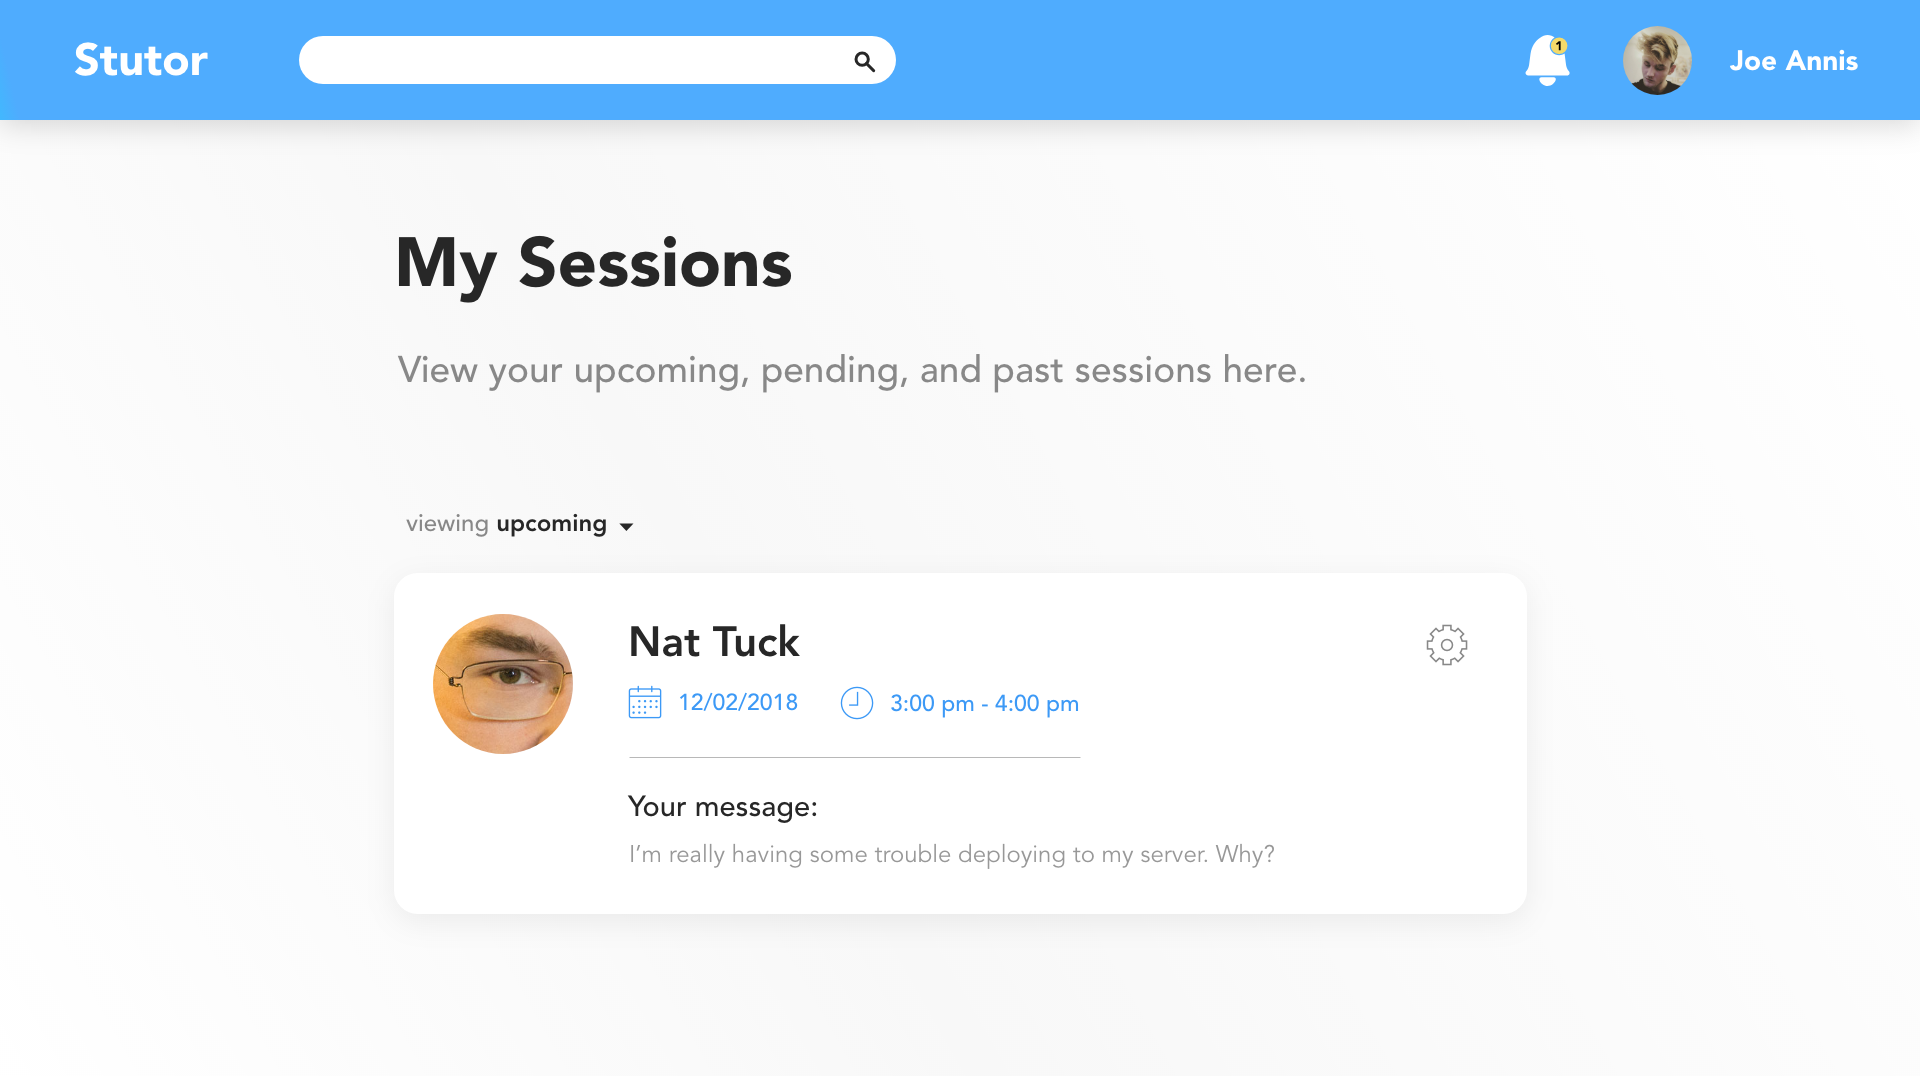 Stutor
1
Joe Annis
My Sessions
View your upcoming, pending, and past sessions here.
viewing upcoming
Nat Tuck
12/02/2018
3:00 pm - 4:00 pm
Your message:
I’m really having some trouble deploying to my server. Why?